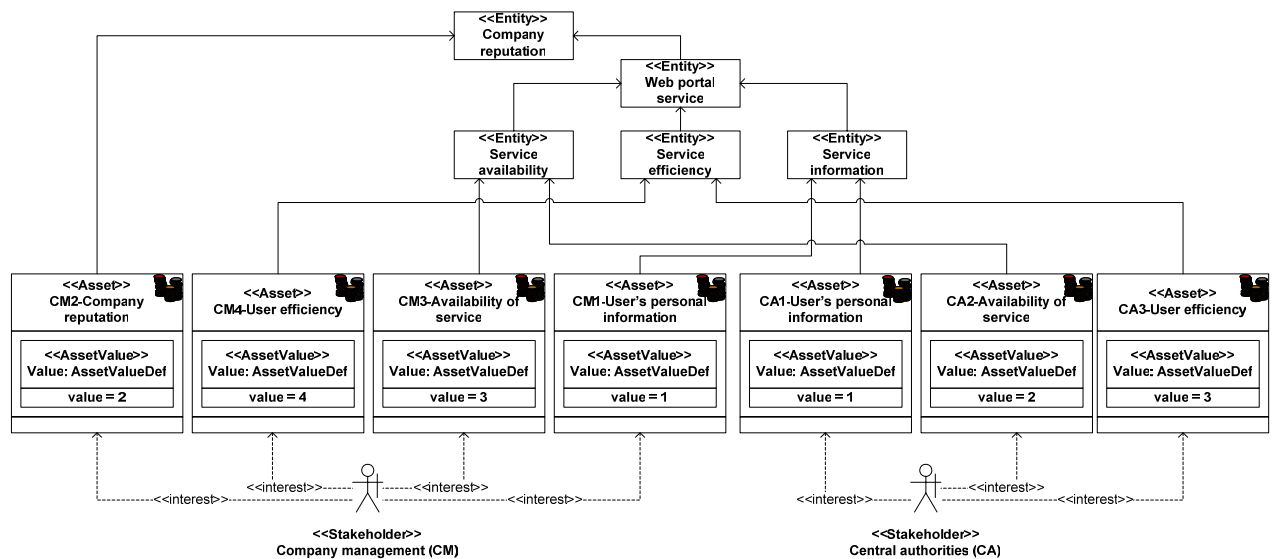 <<Entity>>
Company
reputation
<<Entity>>
Web portal
service
<<Entity>>
Service
availability
<<Entity>>
Service
efficiency
<<Entity>>
Service
information
<<Asset>>
CM2-Company
reputation
<<AssetValue>>
Value: AssetValueDef
value = 2
<<Asset>>
CM4-User efficiency
<<AssetValue>>
Value: AssetValueDef
value = 4
<<Asset>>
CM3-Availability of
service
<<AssetValue>>
Value: AssetValueDef
value = 3
<<Asset>>
CM1-User's personal
information
<<AssetValue>>
Value: AssetValueDef
value = 1
<<Asset>>
CA1-User's personal
information
<<AssetValue>>
Value: AssetValueDef
value = 1
<<Asset>>
CA2-Availability of
service
<<AssetValue>>
Value: AssetValueDef
value = 2
<<Asset>>
CA3-User efficiency
<<AssetValue>>
Value: AssetValueDef
value = 3
<<interest>>
<<interest>>
<<interest>>
<<interest>>
<<interest>>
<<interest>>
<<interest>>
<<Stakeholder>>
Company management (CM)
<<Stakeholder>>
Central authorities (CA)